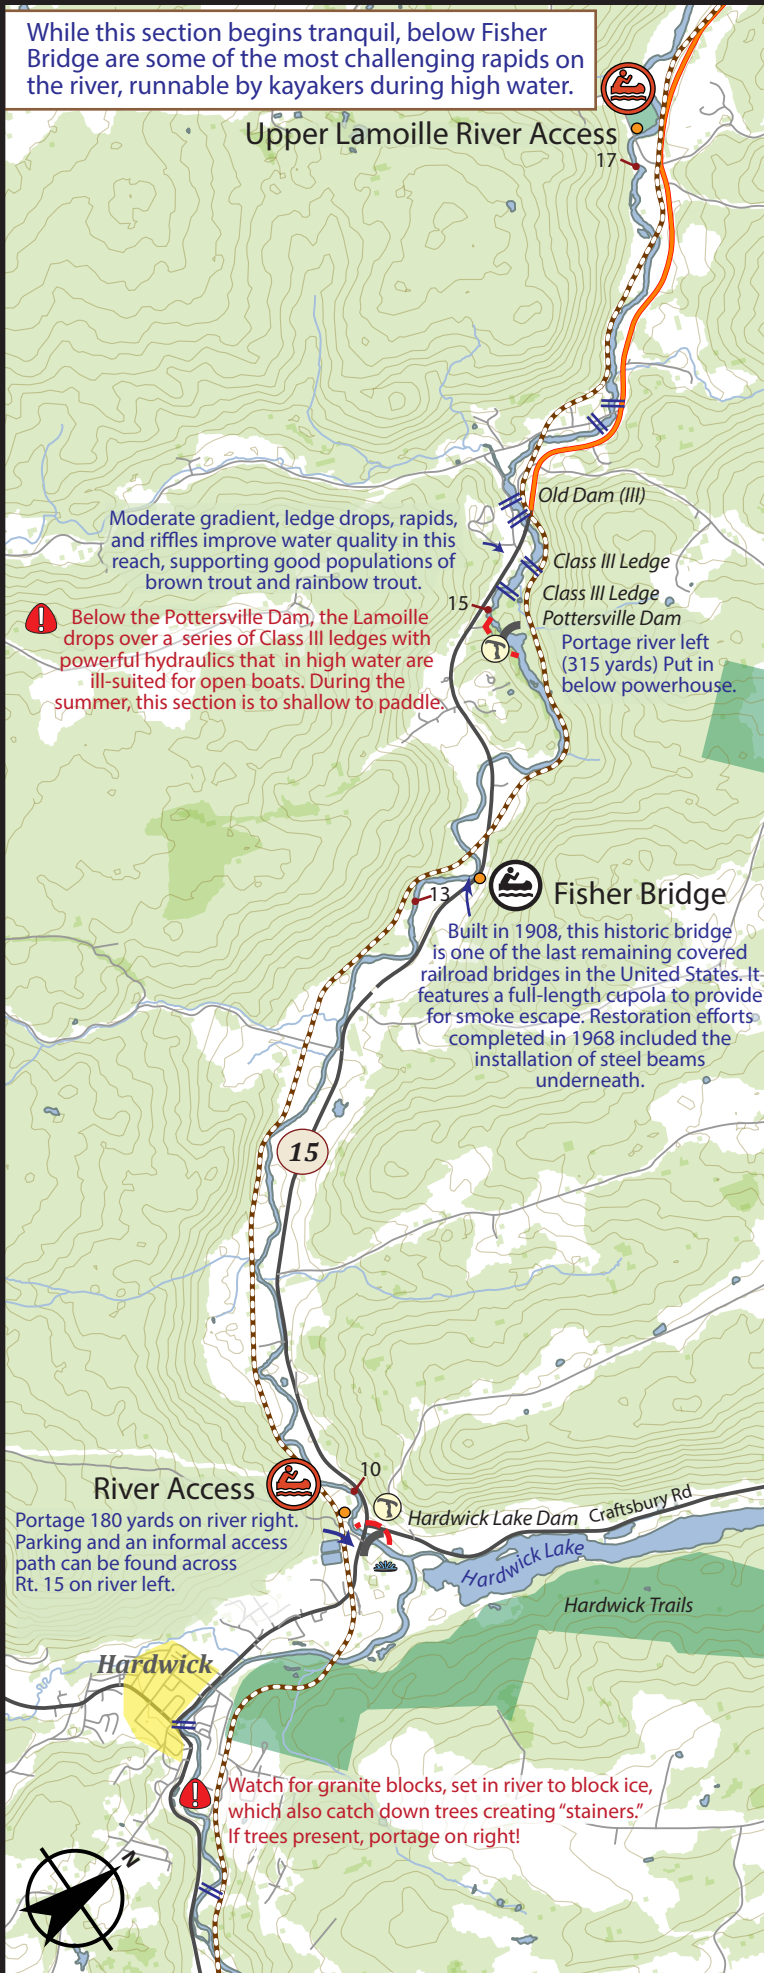 While this section begins tranquil, below Fisher
Bridge are some of the most challenging rapids on
the river, runnable by kayakers during high water.
Upper Lamoille River Access
17
Old Dam (III)
Moderate gradient, ledge drops, rapids,
and riffles improve water quality in this
reach, supporting good populations of
brown trout and rainbow trout.
Class III Ledge
Class III Ledge
15
Pottersville Dam
Portage river left
(315 yards) Put in
below powerhouse.
! Below the Pottersville Dam, the Lamoille
drops over a series of Class III ledges with
powerful hydraulics that in high water are
ill-suited for open boats. During the
summer, this section is to shallow to paddle.
13
Fisher Bridge
Built in 1908, this historic bridge
is one of the last remaining covered
railroad bridges in the United States. It
features a full-length cupola to provide
for smoke escape. Restoration efforts
completed in 1968 included the
installation of steel beams
underneath.
15
10
River Access
Portage 180 yards on river right.
Parking and an informal access
path can be found across
Rt. 15 on river left.
Hardwick Lake Dam
Craftsbury Rd
Hardwick Lake
Hardwick Trails
Hardwick
! Watch for granite blocks, set in river to block ice,
which also catch down trees creating “stainers.”
If trees present, portage on right!
N